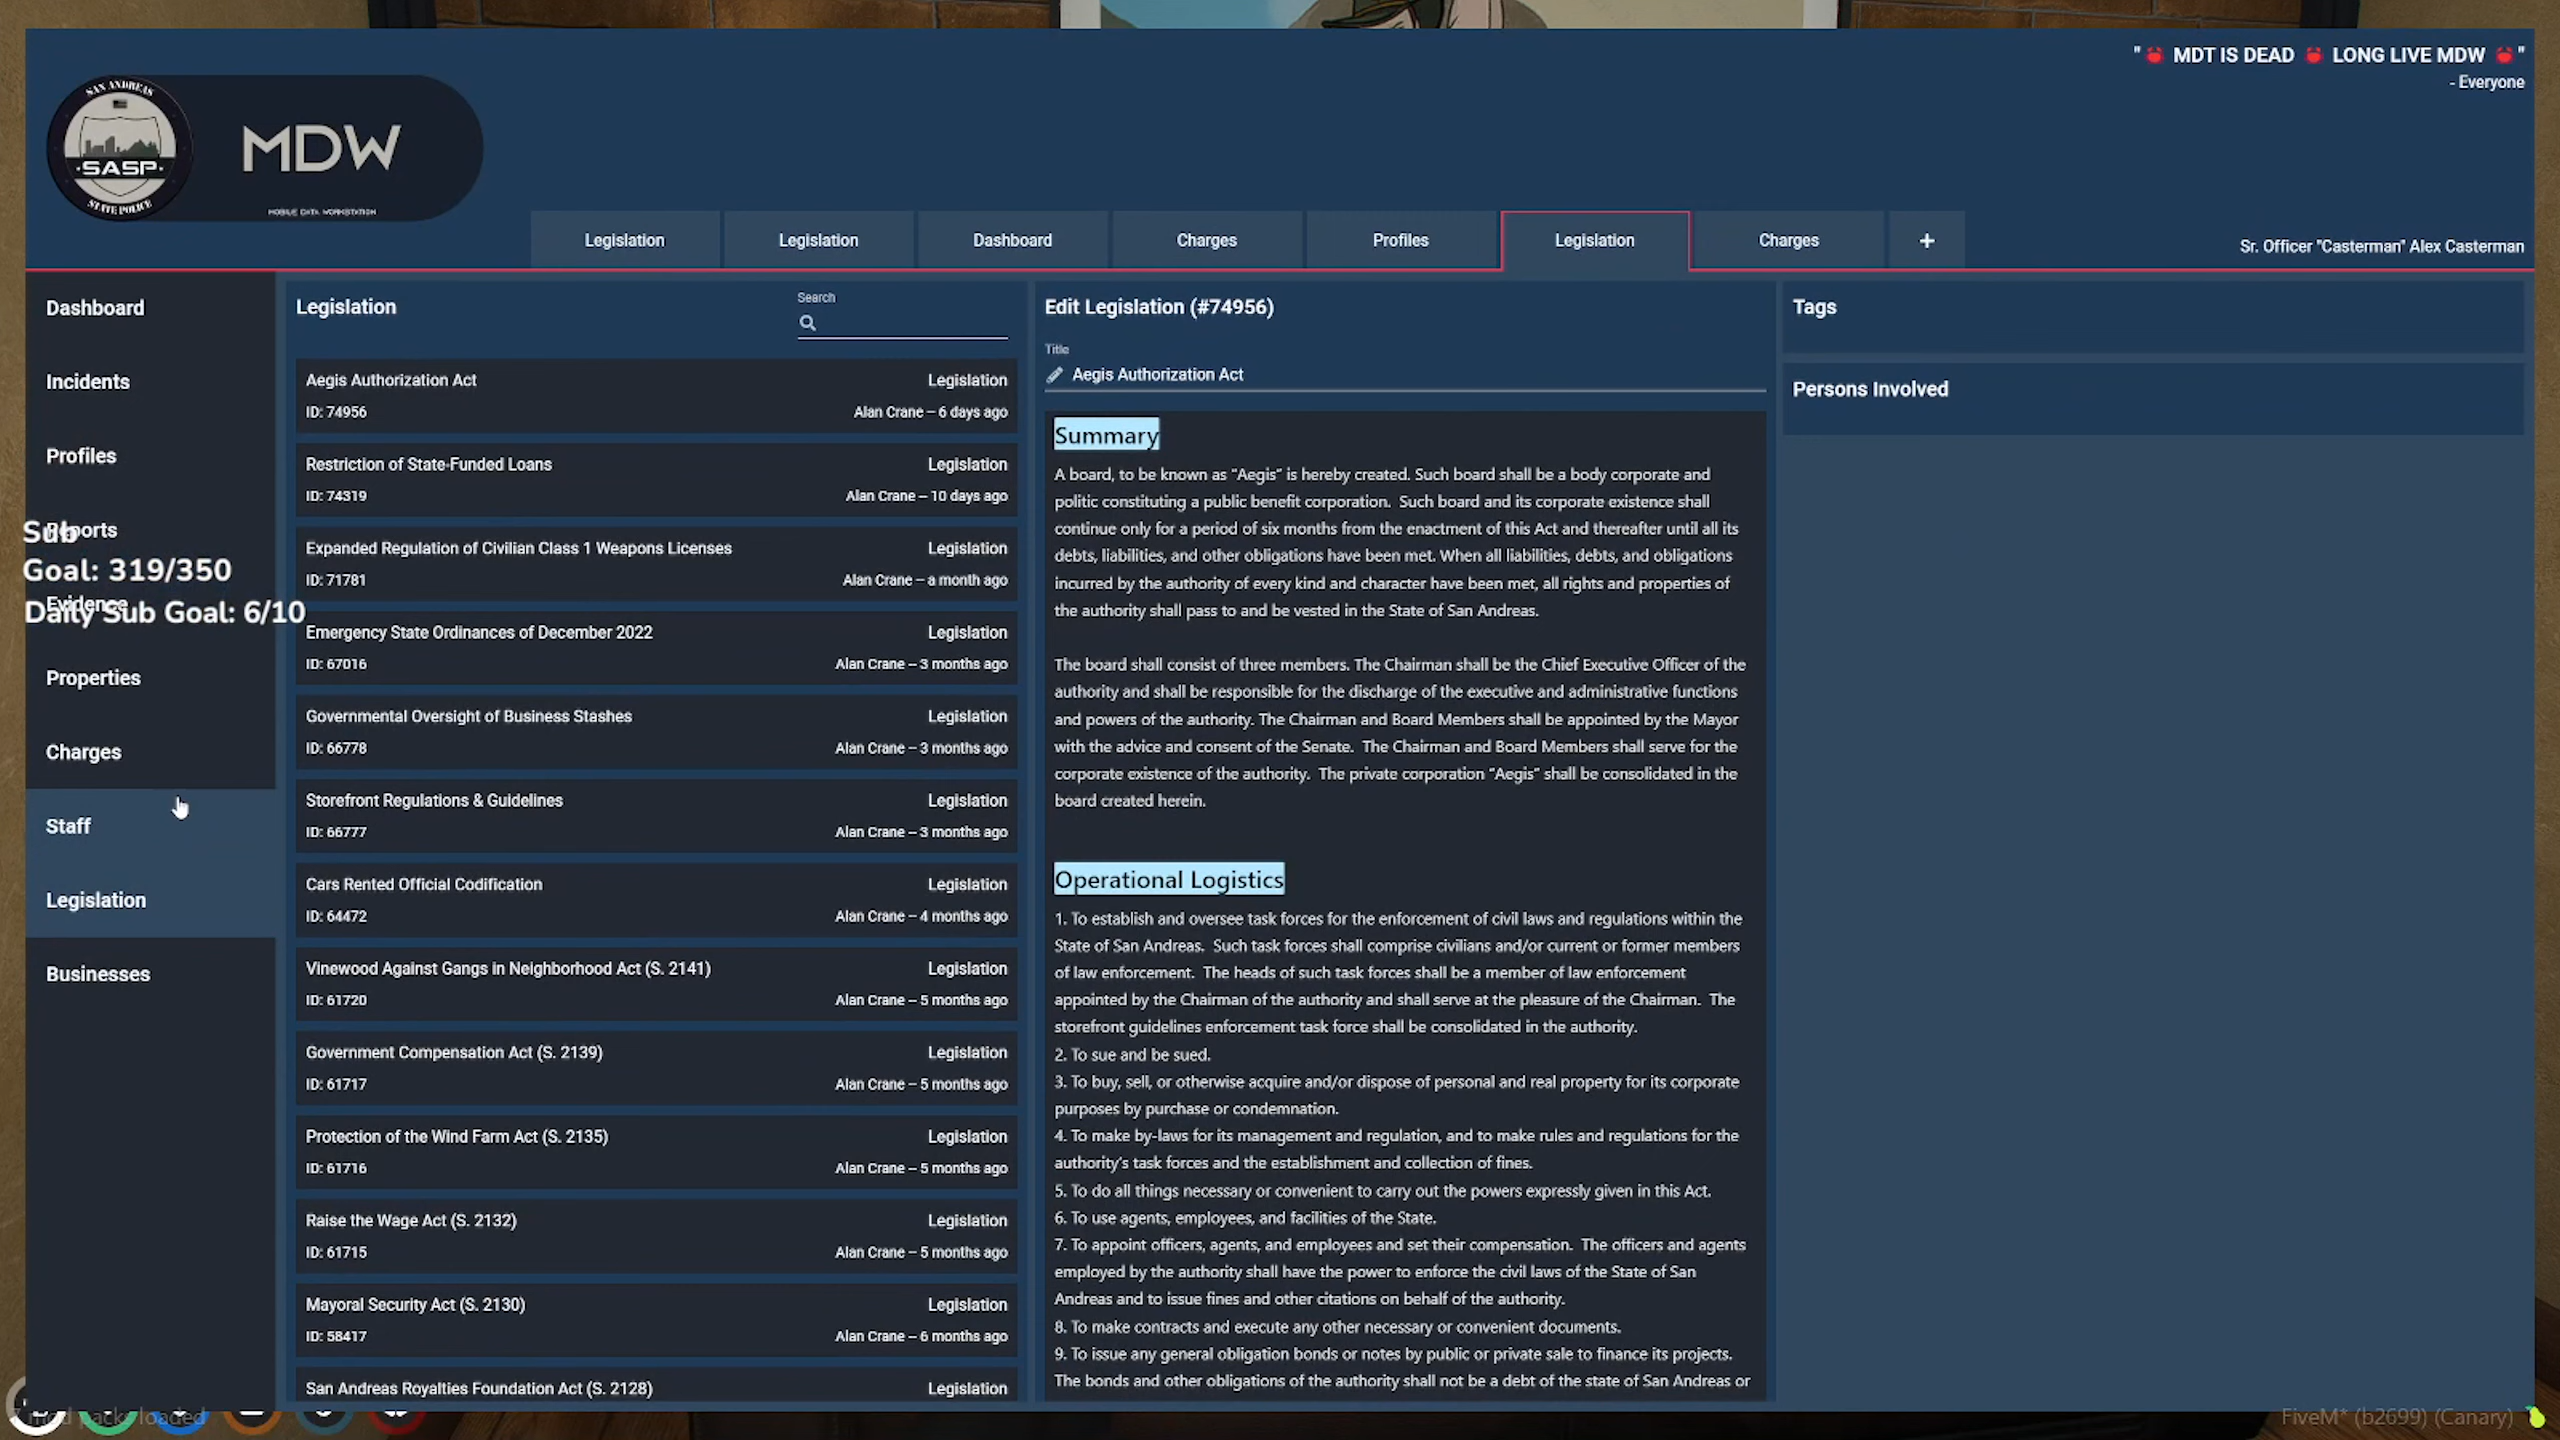 " MDT IS DEAD LONG LIVE MDW "
- Everyone
SAN ANDREAS
SASP
STATE POLICE
MDW
MOBILE DATA WORKSTATION
Legislation
Legislation
Dashboard
Charges
Profiles
Legislation
Charges
+
Sr. Officer "Casterman" Alex Casterman
Dashboard
Incidents
Profiles
Reports
Sub
Goal: 319/350
Evidence
Daily Sub Goal: 6/10
Properties
Charges
Staff
Legislation
Businesses
Legislation
Search
Aegis Authorization Act Legislation
ID: 74956 Alan Crane – 6 days ago
Restriction of State-Funded Loans Legislation
ID: 74319 Alan Crane – 10 days ago
Expanded Regulation of Civilian Class 1 Weapons Licenses Legislation
ID: 71781 Alan Crane – a month ago
Emergency State Ordinances of December 2022 Legislation
ID: 67016 Alan Crane – 3 months ago
Governmental Oversight of Business Stashes Legislation
ID: 66778 Alan Crane – 3 months ago
Storefront Regulations & Guidelines Legislation
ID: 66777 Alan Crane – 3 months ago
Cars Rented Official Codification Legislation
ID: 64472 Alan Crane – 4 months ago
Vinewood Against Gangs in Neighborhood Act (S. 2141) Legislation
ID: 61720 Alan Crane – 5 months ago
Government Compensation Act (S. 2139) Legislation
ID: 61717 Alan Crane – 5 months ago
Protection of the Wind Farm Act (S. 2135) Legislation
ID: 61716 Alan Crane – 5 months ago
Raise the Wage Act (S. 2132) Legislation
ID: 61715 Alan Crane – 5 months ago
Mayoral Security Act (S. 2130) Legislation
ID: 58417 Alan Crane – 6 months ago
San Andreas Royalties Foundation Act (S. 2128) Legislation
Edit Legislation (#74956)
Title
Aegis Authorization Act
Summary
A board, to be known as "Aegis" is hereby created. Such board shall be a body corporate and
politic constituting a public benefit corporation. Such board and its corporate existence shall
continue only for a period of six months from the enactment of this Act and thereafter until all its
debts, liabilities, and other obligations have been met. When all liabilities, debts, and obligations
incurred by the authority of every kind and character have been met, all rights and properties of
the authority shall pass to and be vested in the State of San Andreas.
The board shall consist of three members. The Chairman shall be the Chief Executive Officer of the
authority and shall be responsible for the discharge of the executive and administrative functions
and powers of the authority. The Chairman and Board Members shall be appointed by the Mayor
with the advice and consent of the Senate. The Chairman and Board Members shall serve for the
corporate existence of the authority. The private corporation "Aegis" shall be consolidated in the
board created herein.
Operational Logistics
1. To establish and oversee task forces for the enforcement of civil laws and regulations within the
State of San Andreas. Such task forces shall comprise civilians and/or current or former members
of law enforcement. The heads of such task forces shall be a member of law enforcement
appointed by the Chairman of the authority and shall serve at the pleasure of the Chairman. The
storefront guidelines enforcement task force shall be consolidated in the authority.
2. To sue and be sued.
3. To buy, sell, or otherwise acquire and/or dispose of personal and real property for its corporate
purposes by purchase or condemnation.
4. To make by-laws for its management and regulation, and to make rules and regulations for the
authority's task forces and the establishment and collection of fines.
5. To do all things necessary or convenient to carry out the powers expressly given in this Act.
6. To use agents, employees, and facilities of the State.
7. To appoint officers, agents, and employees and set their compensation. The officers and agents
employed by the authority shall have the power to enforce the civil laws of the State of San
Andreas and to issue fines and other citations on behalf of the authority.
8. To make contracts and execute any other necessary or convenient documents.
9. To issue any general obligation bonds or notes by public or private sale to finance its projects.
The bonds and other obligations of the authority shall not be a debt of the state of San Andreas or
Tags
Persons Involved
mod packs loaded
FiveM* (b2699) (Canary)